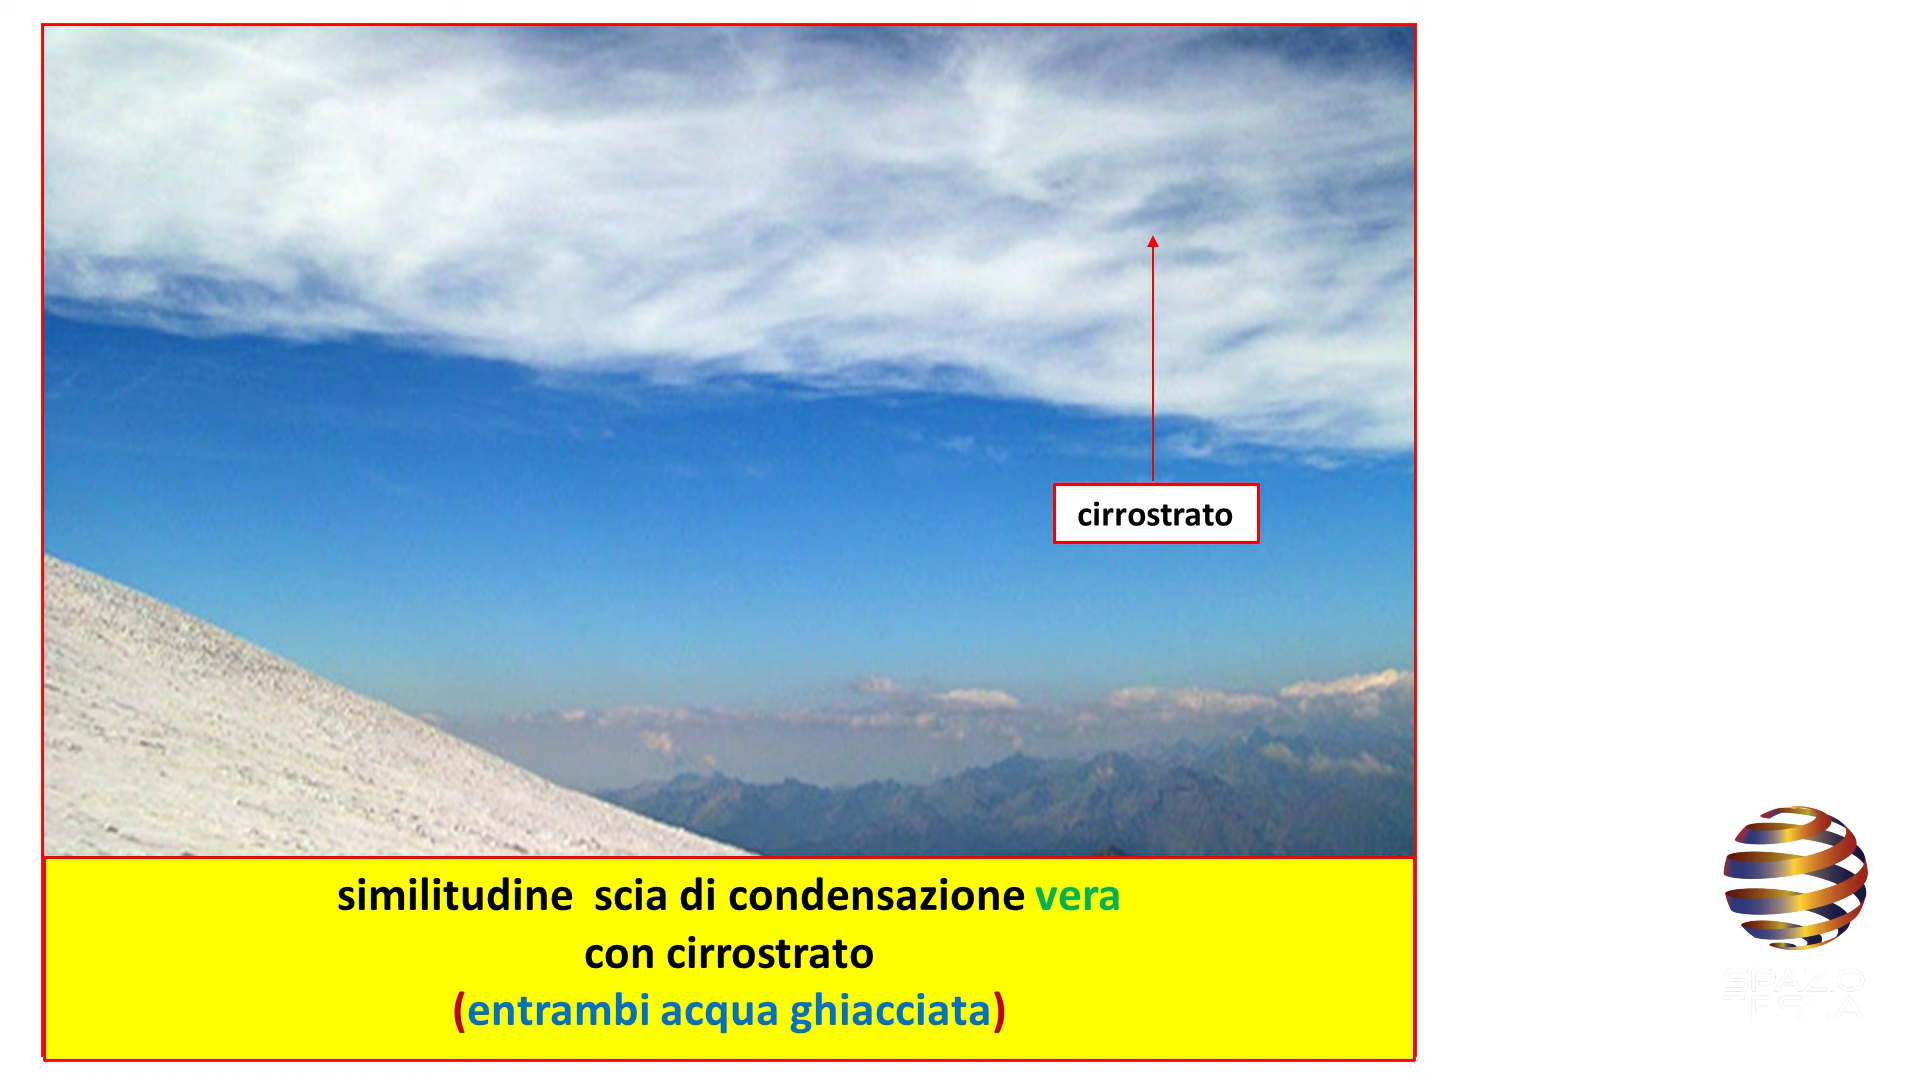 cirrostrato
similitudine  scia di condensazione vera
con cirrostrato
(entrambi acqua ghiacciata)